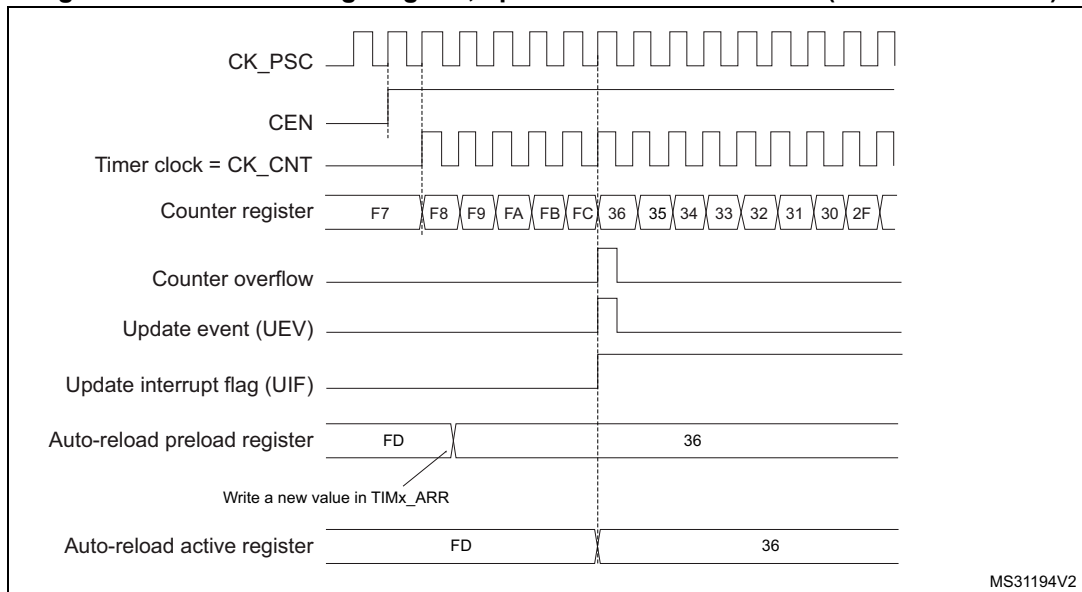 CK_PSC
CEN
Timer clock = CK_CNT
Counter register F7 F8 F9 FA FB FC 36 35 34 33 32 31 30 2F
Counter overflow
Update event (UEV)
Update interrupt flag (UIF)
Auto-reload preload register FD 36
Write a new value in TIMx_ARR
Auto-reload active register FD 36
MS31194V2